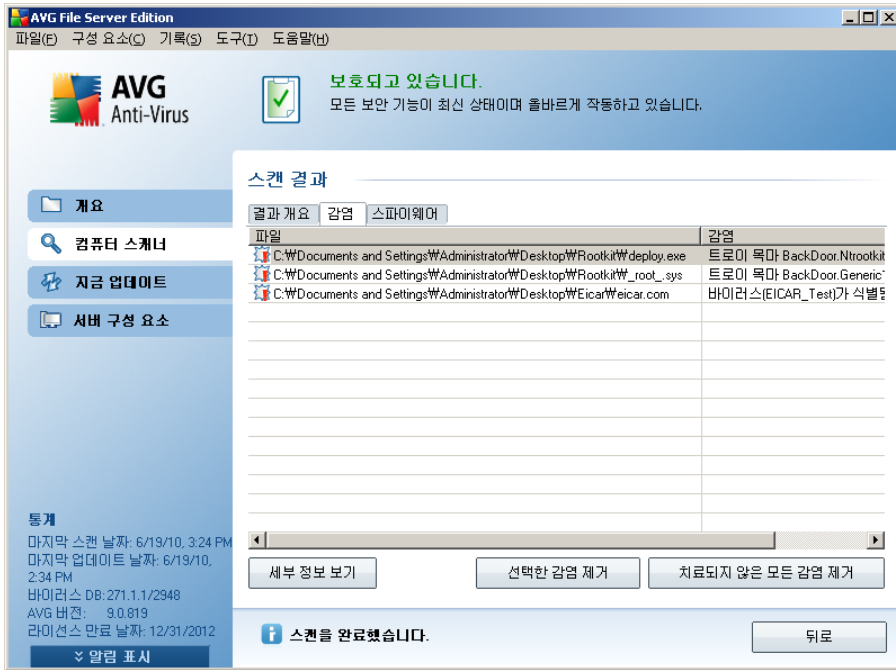 AVG File Server Edition
파일(F) 구성 요소(C) 기록(S) 도구(T) 도움말(H)
AVG
Anti-Virus
보호되고 있습니다.
모든 보안 기능이 최신 상태이며 올바르게 작동하고 있습니다.
개요
컴퓨터 스캐너
지금 업데이트
서버 구성 요소
스캔 결과
결과 개요 감염 스파이웨어
파일 감염
C:₩Documents and Settings₩Administrator₩Desktop₩Rootkit₩deploy.exe 트로이 목마 BackDoor.Ntrootkit
C:₩Documents and Settings₩Administrator₩Desktop₩Rootkit₩_root_.sys 트로이 목마 BackDoor.Generic
C:₩Documents and Settings₩Administrator₩Desktop₩Eicar₩eicar.com 바이러스(EICAR_Test)가 식별
세부 정보 보기 선택한 감염 제거 치료되지 않은 모든 감염 제거
통계
마지막 스캔 날짜: 6/19/10, 3:24 PM
마지막 업데이트 날짜: 6/19/10,
2:34 PM
바이러스 DB: 271.1.1/2948
AVG 버전: 9.0.819
라이선스 만료 날짜: 12/31/2012
알림 표시
스캔을 완료했습니다.
뒤로